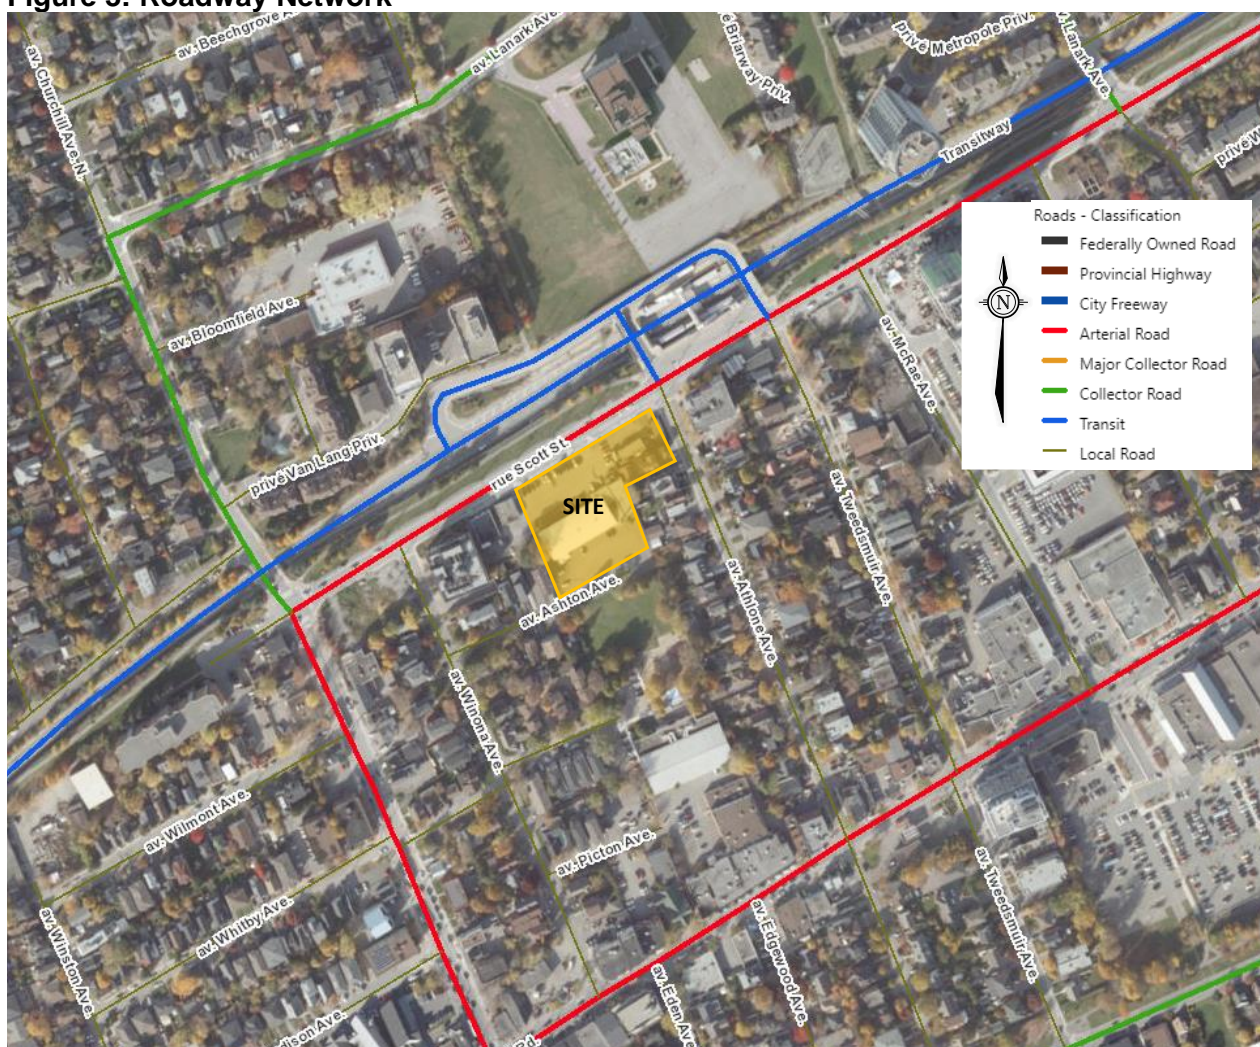 Figure 3: Roadway Network
av. Beechgrove
av. Lanark Ave.
Briarway Priv.
privé Metropole Priv.
Lanark Ave.
av. Churchill Ave. N.
Transitway
Roads - Classification
Federally Owned Road
Provincial Highway
City Freeway
Arterial Road
Major Collector Road
Collector Road
Transit
Local Road
N
av. Bloomfield Ave.
av. McRae Ave.
privé Van Lang Priv.
rue Scott St.
SITE
av. Tweedsmuir Ave.
av. Ashton Ave.
av. Athlone Ave.
av. Winona Ave.
av. Wilmont Ave.
av. Picton Ave.
av. Whitby Ave.
av. Winston Ave.
av. Tweedsmuir Ave.
av. Edgewood Ave.
av. Eden Ave
dison Ave.
Rd.